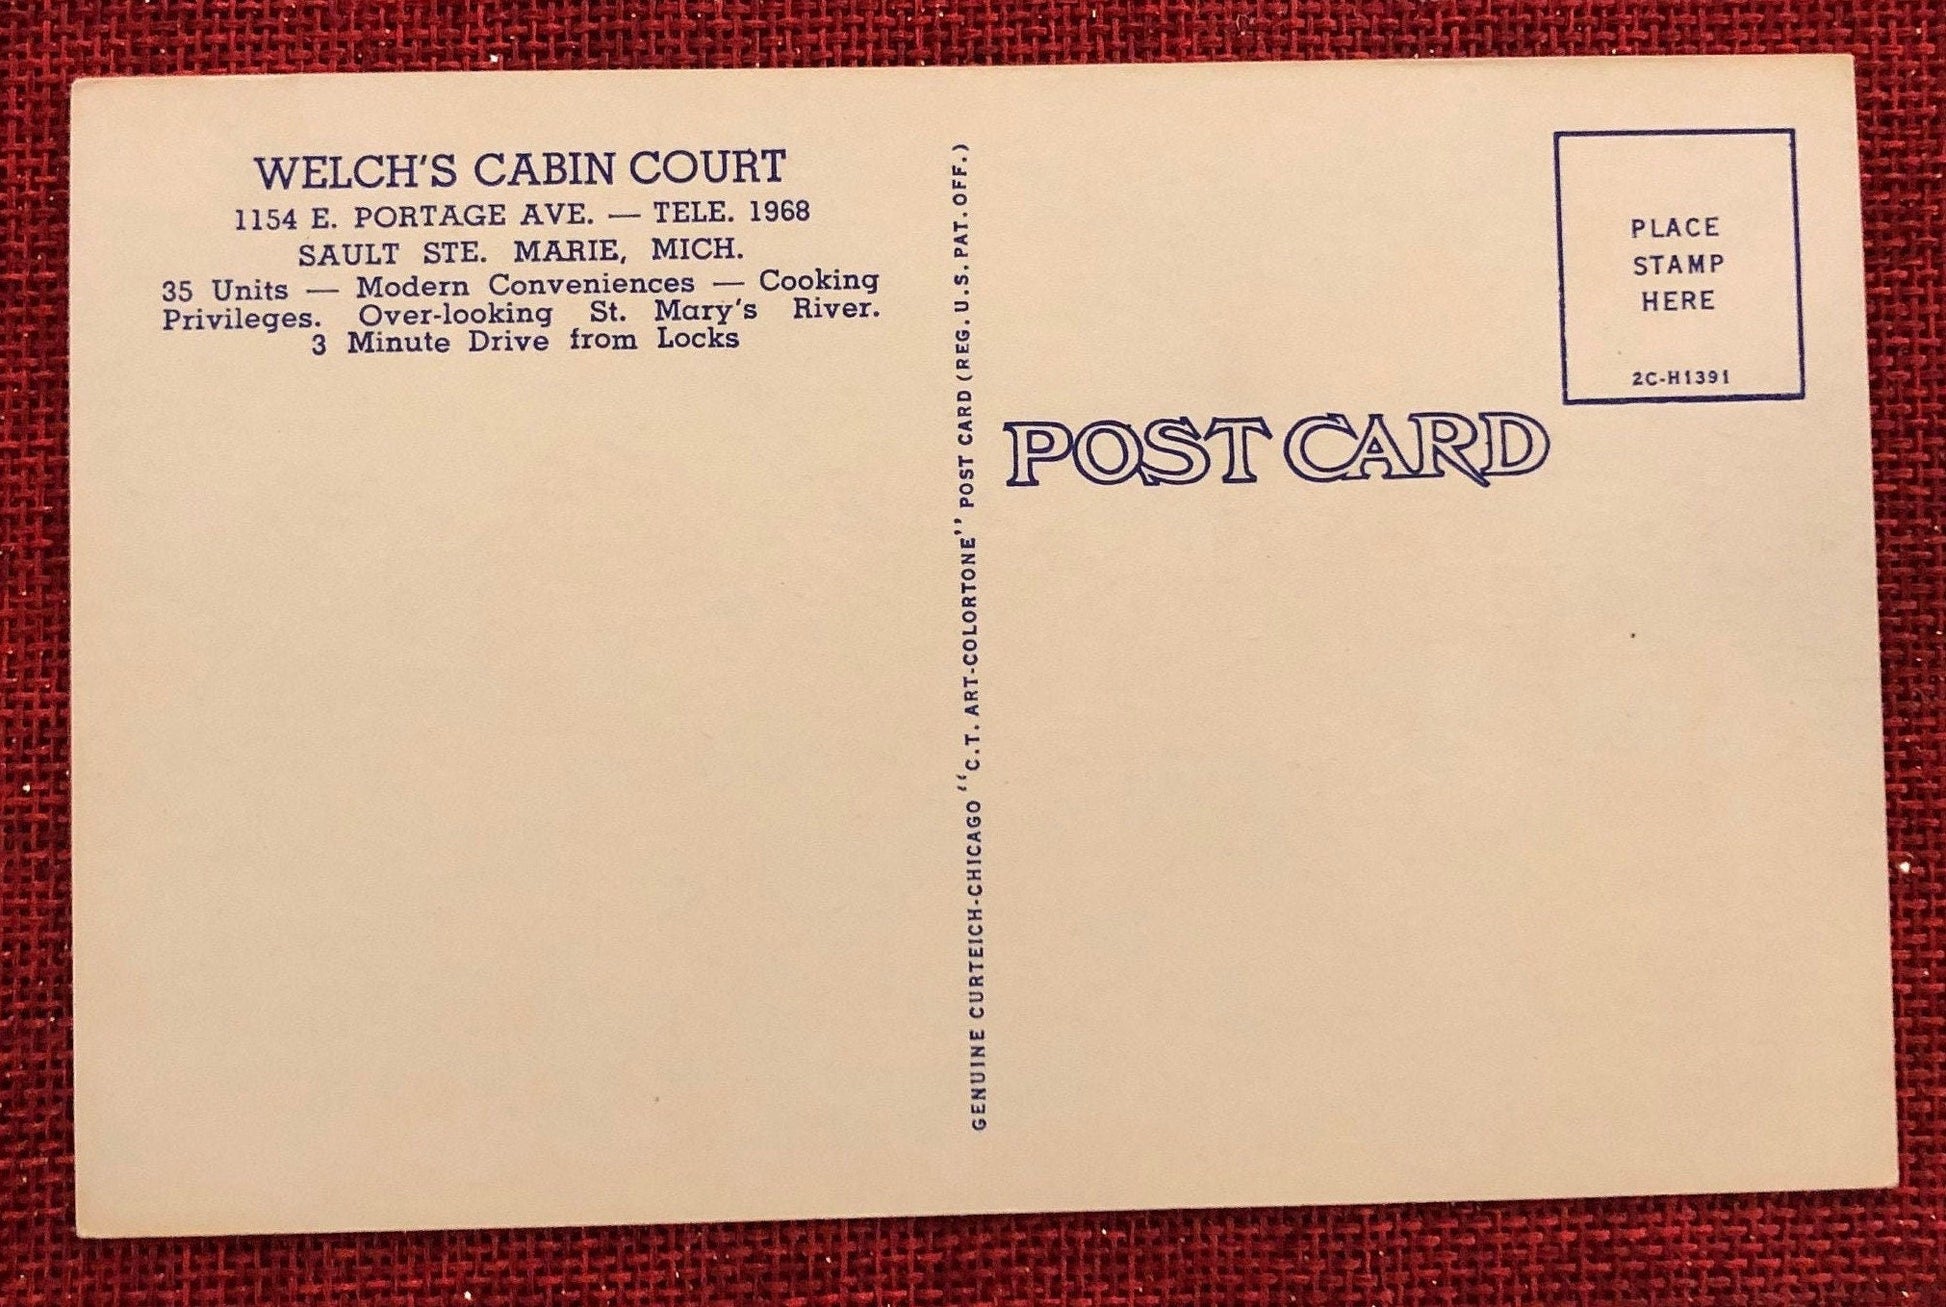 WELCH'S CABIN COURT
1154 E. PORTAGE AVE. — TELE. 1968
SAULT STE. MARIE, MICH.
35 Units — Modern Conveniences — Cooking
Privileges. Over-looking St. Mary's River.
3 Minute Drive from Locks
GENUINE CURTEICH-CHICAGO "C.T. ART-COLORTONE" POST CARD (REG. U.S. PAT. OFF.)
POST CARD
PLACE
STAMP
HERE
2C-H1391